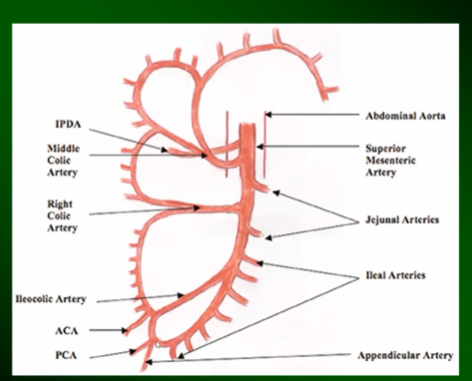 IPDA
Middle
Colic
Artery
Right
Colic
Artery
Ileocolic Artery
ACA
PCA
Abdominal Aorta
Superior
Mesenteric
Artery
Jejunal Arteries
Ileal Arteries
Appendicular Artery